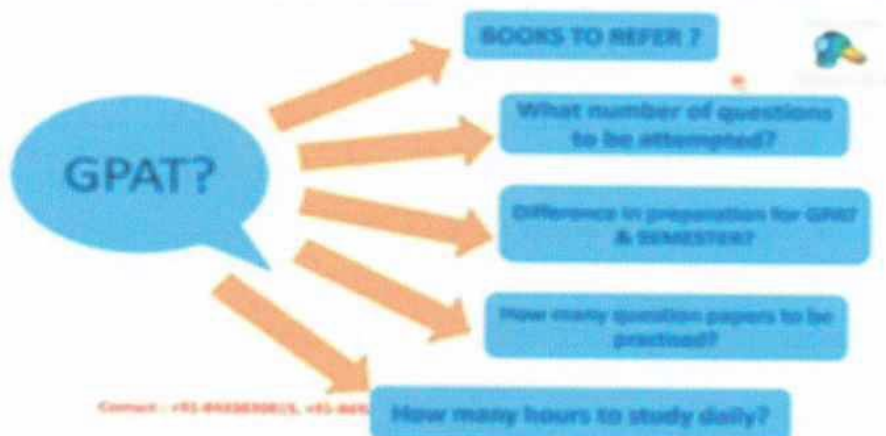 BOOKS TO REFER ?
What number of questions
to be attempted?
GPAT?
Difference in preparation for GPAT
& SEMESTER?
How many question papers to be
practised?
How many hours to study daily?
Contact :